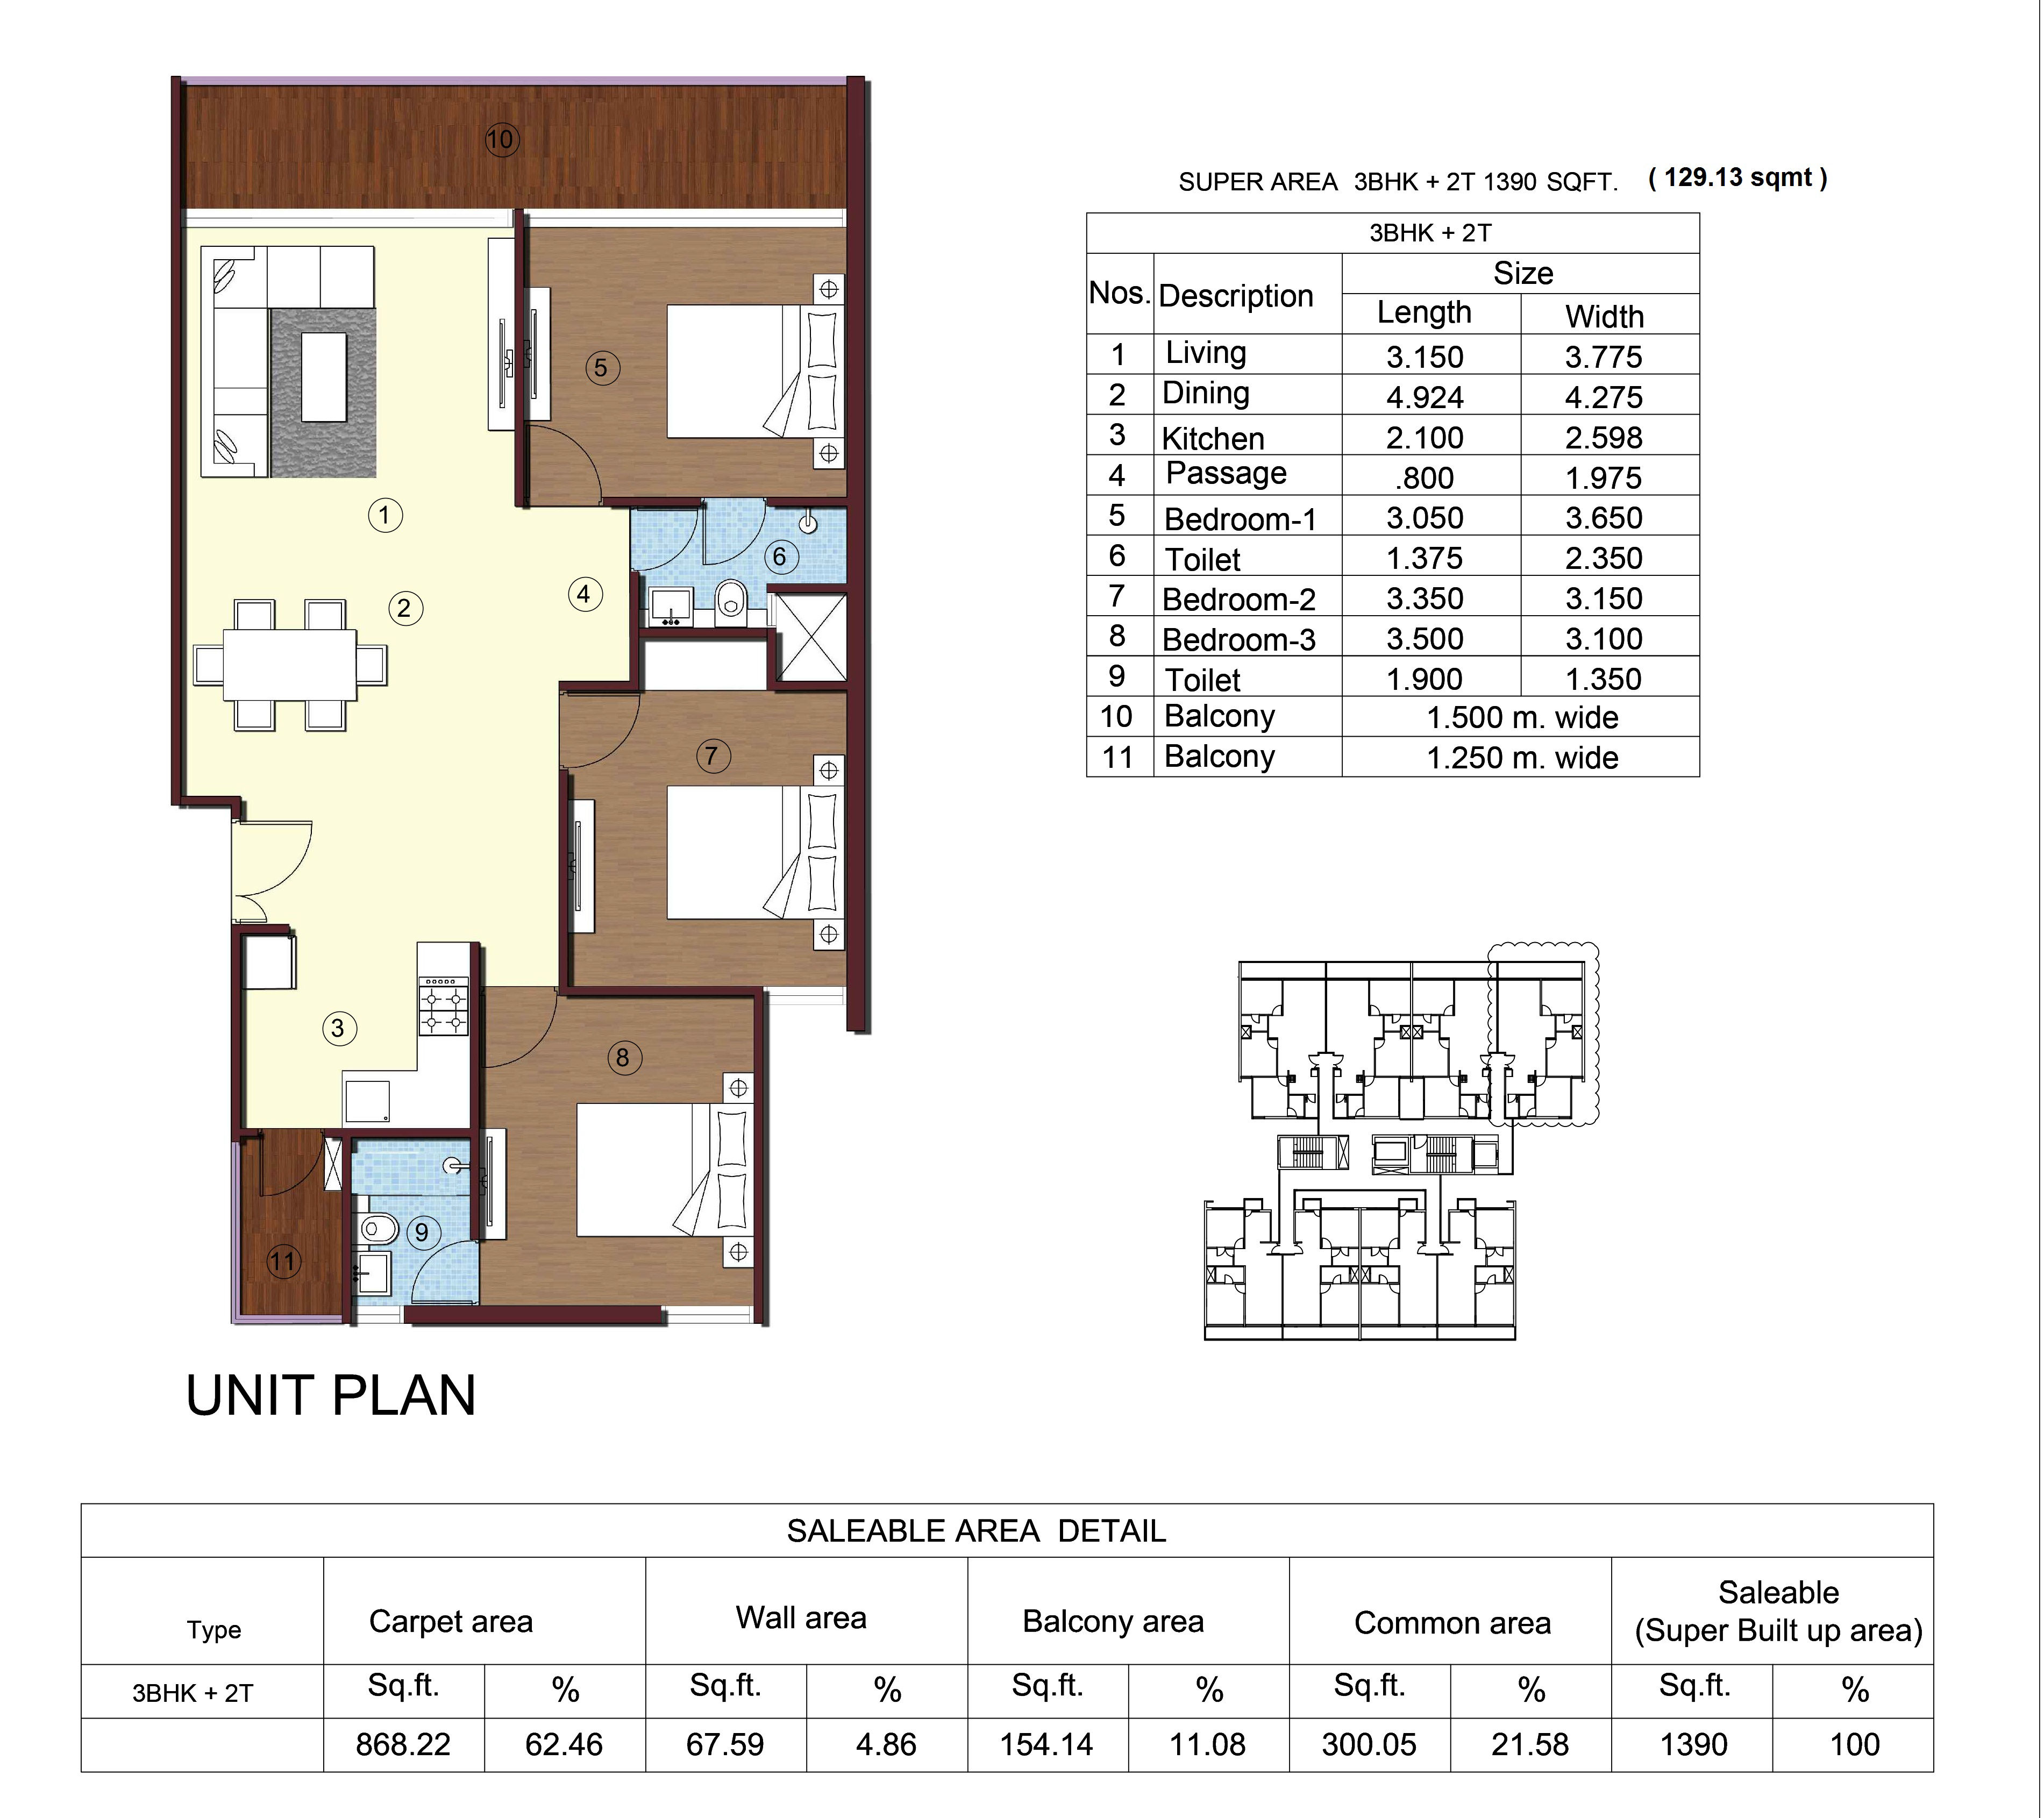 10
SUPER AREA 3BHK + 2T 1390 SQFT. ( 129.13 sqmt )
3BHK + 2T
Nos. Description Size
Length Width
1 Living 3.150 3.775
2 Dining 4.924 4.275
3 Kitchen 2.100 2.598
4 Passage .800 1.975
5 Bedroom-1 3.050 3.650
6 Toilet 1.375 2.350
7 Bedroom-2 3.350 3.150
8 Bedroom-3 3.500 3.100
9 Toilet 1.900 1.350
10 Balcony 1.500 m. wide
11 Balcony 1.250 m. wide
5
1
6
4
2
7
3
8
9
11
UNIT PLAN
SALEABLE AREA DETAIL
Type Carpet area Wall area Balcony area Common area Saleable
(Super Built up area)
3BHK + 2T Sq.ft. % Sq.ft. % Sq.ft. % Sq.ft. % Sq.ft. %
868.22 62.46 67.59 4.86 154.14 11.08 300.05 21.58 1390 100